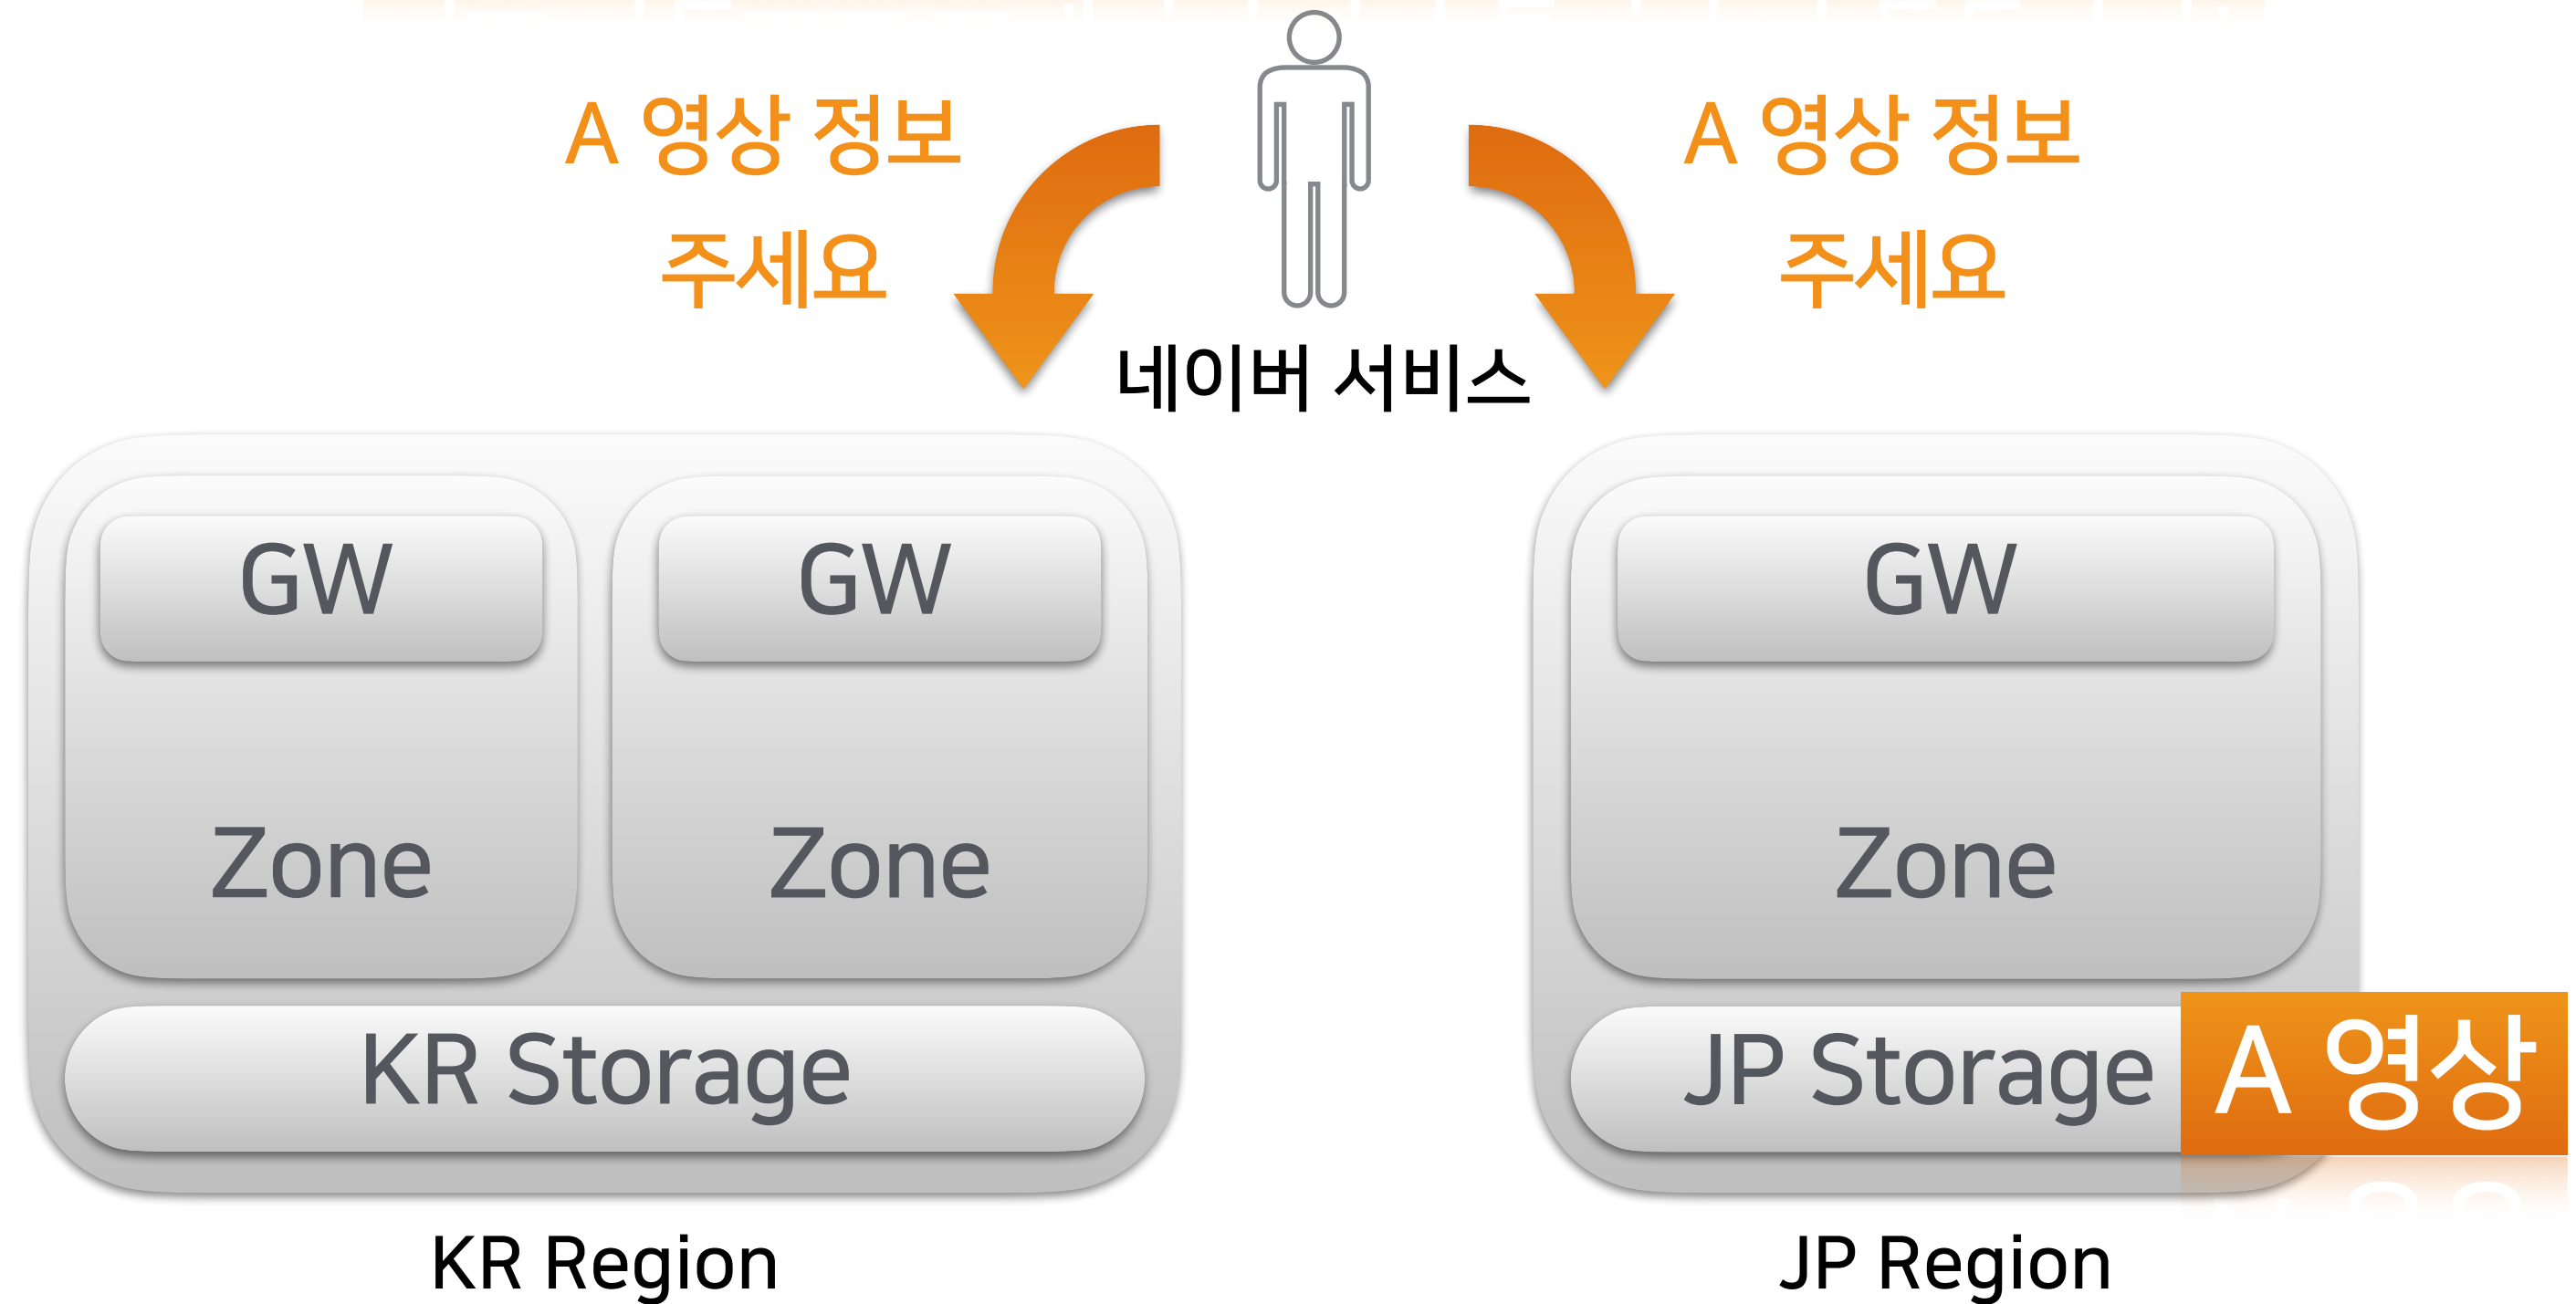 A 영상 정보
주세요
A 영상 정보
주세요
네이버 서비스
GW
GW
GW
Zone
Zone
Zone
KR Storage
JP Storage
A 영상
KR Region
JP Region